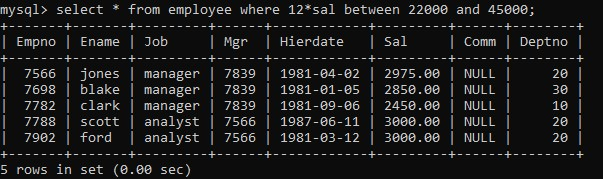 mysql> select * from employee where 12*sal between 22000 and 45000;
+-------+-------+---------+------+------------+---------+------+--------+
| Empno | Ename | Job     | Mgr  | Hierdate   | Sal     | Comm | Deptno |
+-------+-------+---------+------+------------+---------+------+--------+
|  7566 | jones | manager | 7839 | 1981-04-02 | 2975.00 | NULL |     20 |
|  7698 | blake | manager | 7839 | 1981-01-05 | 2850.00 | NULL |     30 |
|  7782 | clark | manager | 7839 | 1981-09-06 | 2450.00 | NULL |     10 |
|  7788 | scott | analyst | 7566 | 1987-06-11 | 3000.00 | NULL |     20 |
|  7902 | ford  | analyst | 7566 | 1981-03-12 | 3000.00 | NULL |     20 |
+-------+-------+---------+------+------------+---------+------+--------+
5 rows in set (0.00 sec)